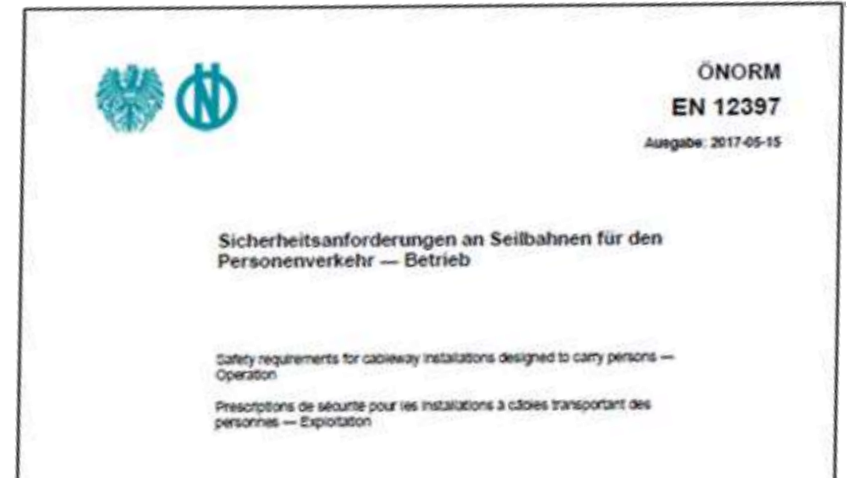 ÖNORM
EN 12397
Ausgabe: 2017-05-15
Sicherheitsanforderungen an Seilbahnen für den
Personenverkehr — Betrieb
Safety requirements for cableway installations designed to carry persons —
Operation
Prescriptions de sécurité pour les installations à câbles transportant des
personnes — Exploitation